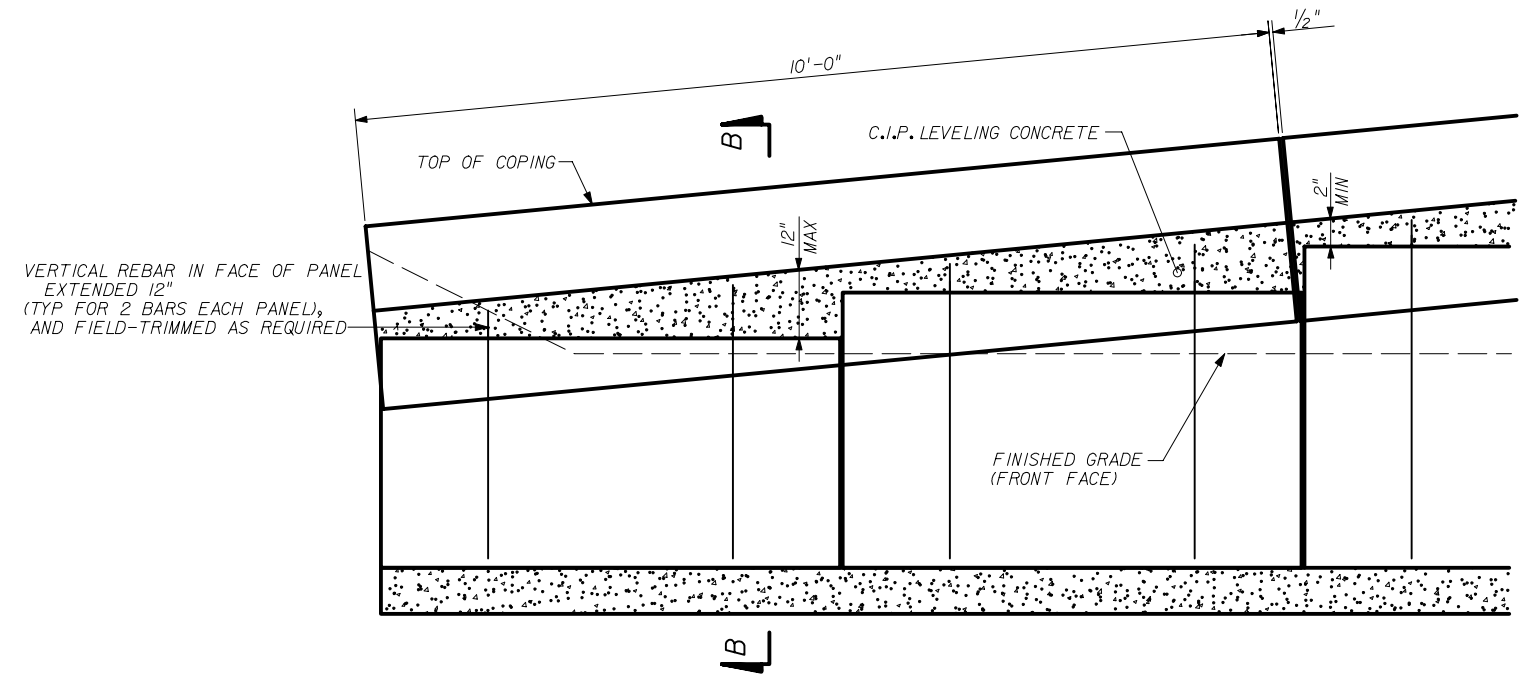 1/2"
10'-0"
B
C.I.P. LEVELING CONCRETE
TOP OF COPING
2"
MIN
12"
MAX
VERTICAL REBAR IN FACE OF PANEL
EXTENDED 12"
(TYP FOR 2 BARS EACH PANEL),
AND FIELD-TRIMMED AS REQUIRED
FINISHED GRADE
(FRONT FACE)
B